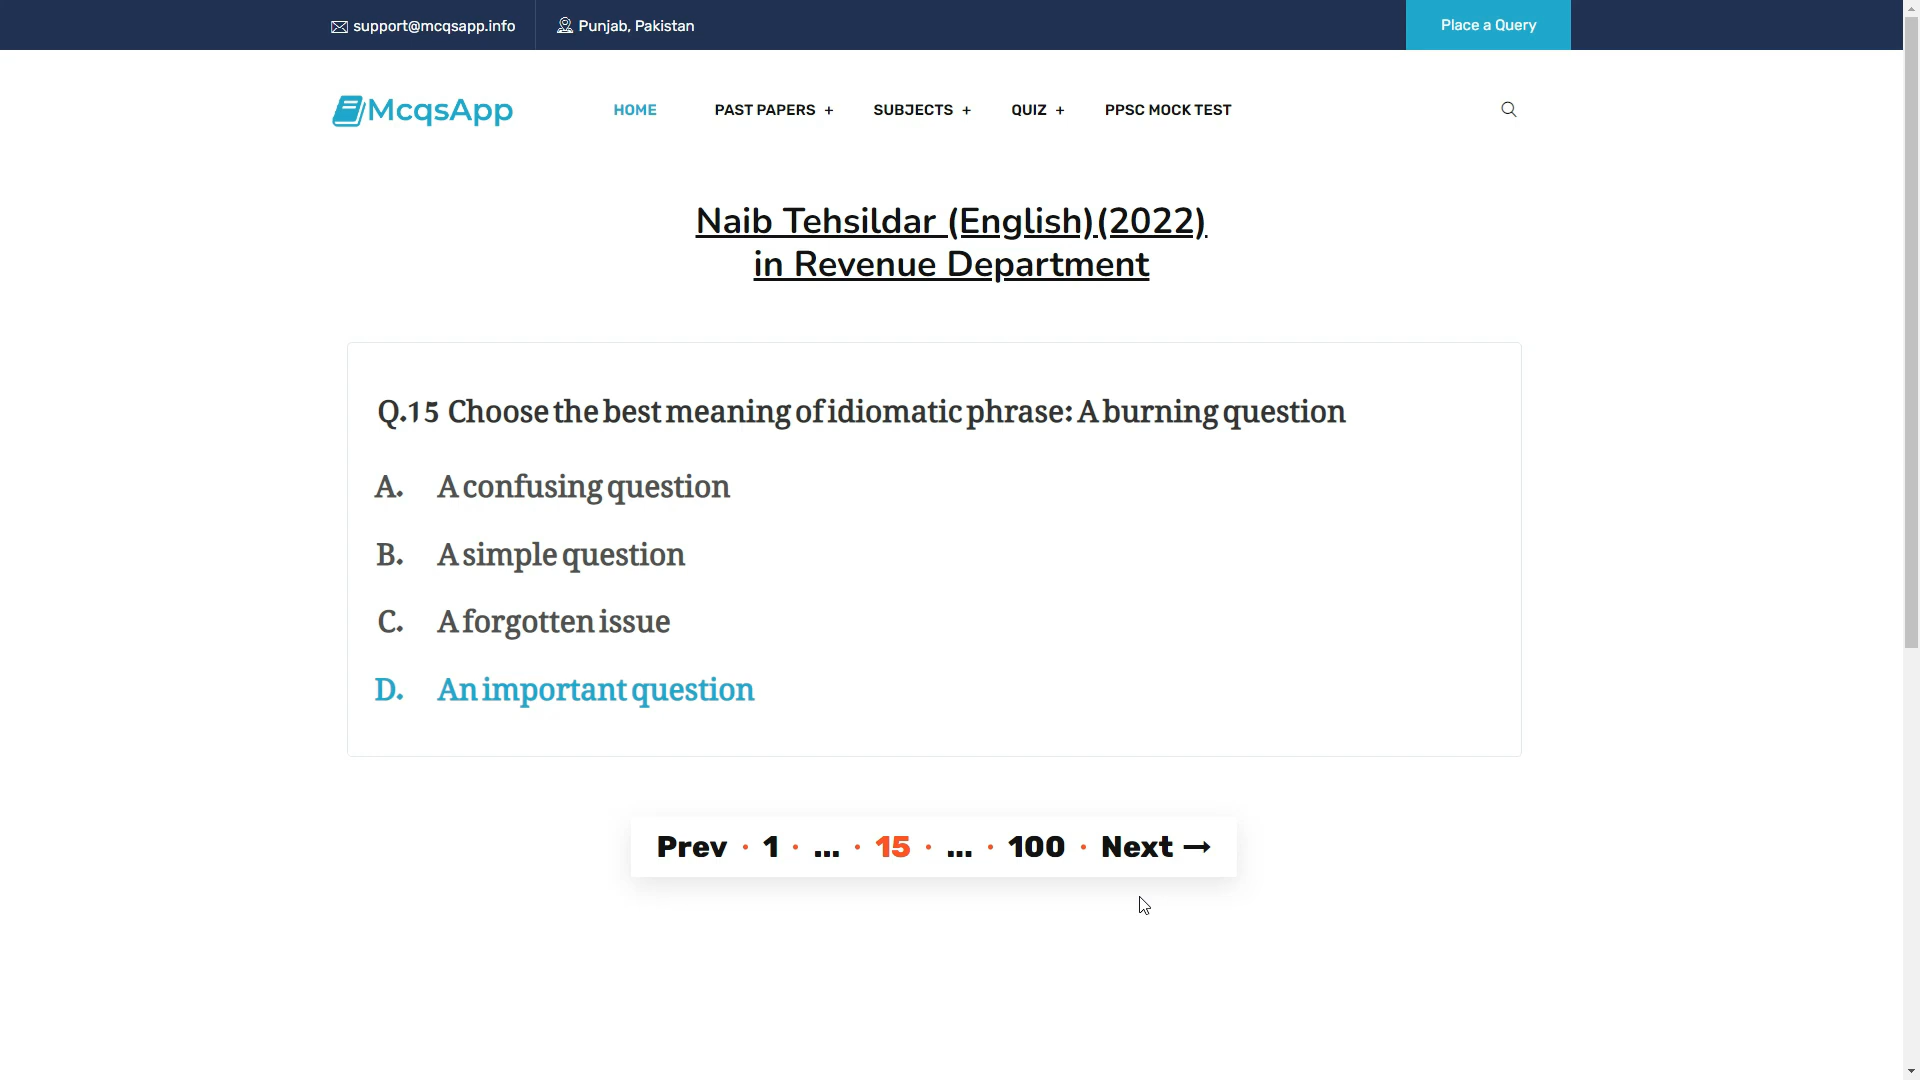 support@mcqsapp.info
Punjab, Pakistan
Place a Query
McqsApp
HOME
PAST PAPERS +
SUBJECTS +
QUIZ +
PPSC MOCK TEST
Naib Tehsildar (English)(2022)
in Revenue Department
Q.15 Choose the best meaning of idiomatic phrase: A burning question
A. A confusing question
B. A simple question
C. A forgotten issue
D. An important question
Prev · 1 · ... · 15 · ... · 100 · Next →